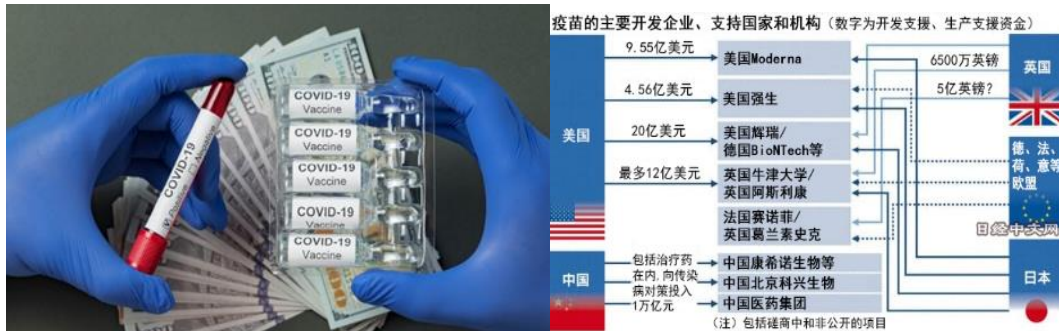 COVID-19
COVID-19
Vaccine
COVID-19
Vaccine
COVID-19
Vaccine
COVID-19
Vaccine
COVID-19
Vaccine
100
疫苗的主要开发企业、支持国家和机构（数字为开发支援、生产支援资金）
美国
9.55亿美元
美国Moderna
4.56亿美元
美国强生
20亿美元
美国辉瑞/
德国BioNTech等
最多12亿美元
英国牛津大学/
英国阿斯利康
法国赛诺菲/
英国葛兰素史克
6500万英镑
5亿英镑?
英国
德、法、
荷、意等
欧盟
日经中文网
日本
中国
包括治疗药
在内,向传染
病对策投入
1万亿元
中国康希诺生物等
中国北京科兴生物
中国医药集团
（注）包括磋商中和非公开的项目